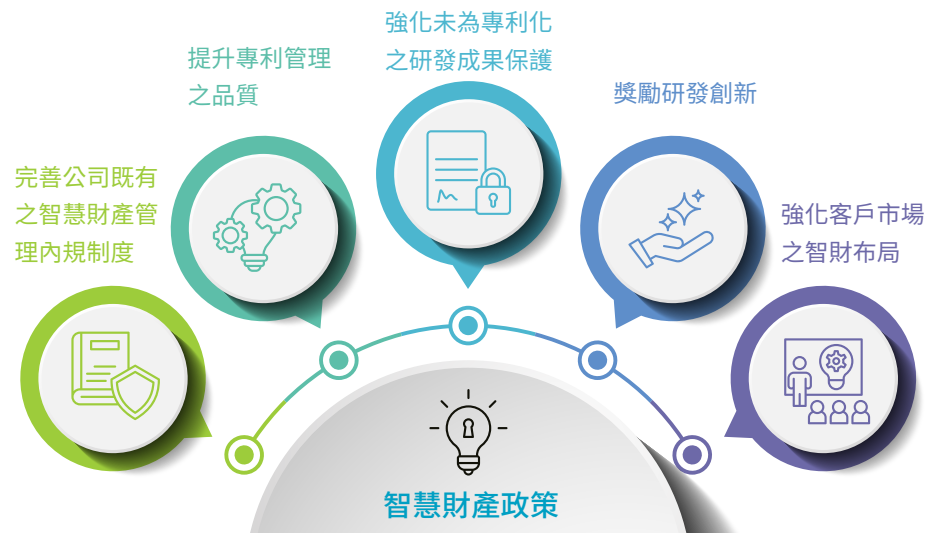 完善公司既有
之智慧財產管
理內規制度
提升專利管理
之品質
強化未為專利化
之研發成果保護
獎勵研發創新
強化客戶市場
之智財布局
智慧財產政策